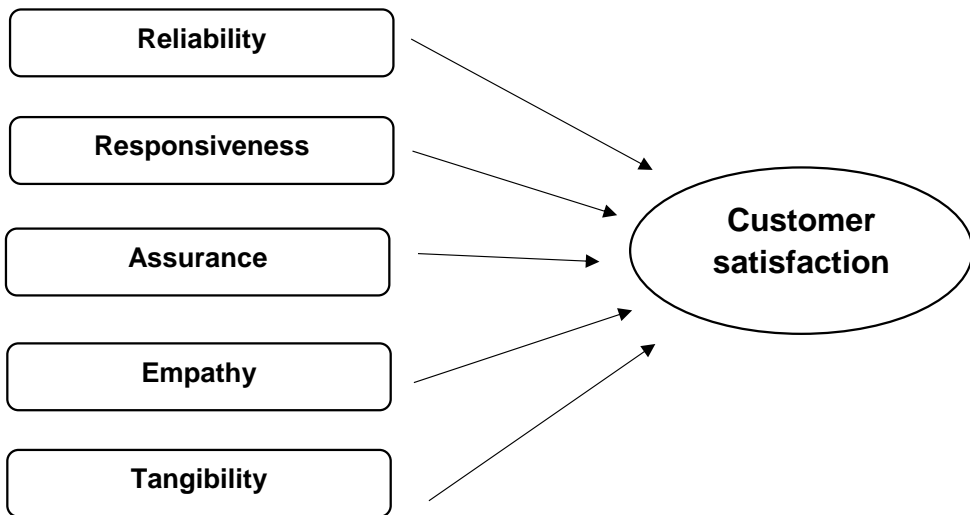 Reliability
Responsiveness
Assurance
Empathy
Tangibility
Customer
satisfaction